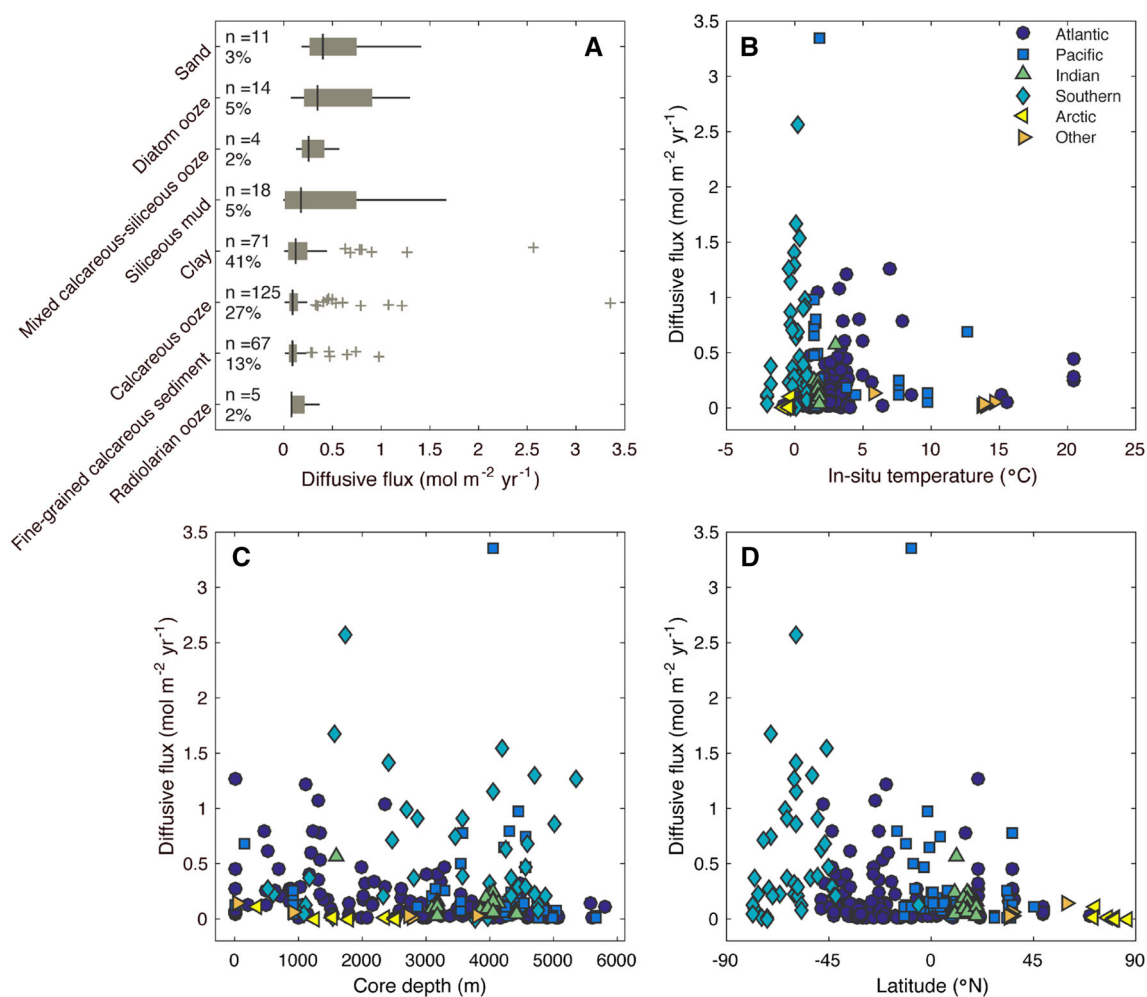 A
Sand
n =11
3%
Diatom ooze
n =14
5%
Mixed calcareous-siliceous ooze
n =4
2%
Siliceous mud
n =18
5%
Clay
n =71
41%
Calcareous ooze
n =125
27%
Fine-grained calcareous sediment
n =67
13%
Radiolarian ooze
n =5
2%
0 0.5 1 1.5 2 2.5 3 3.5
Diffusive flux (mol m-2 yr-1)
B
Atlantic
Pacific
Indian
Southern
Arctic
Other
3.5
3
2.5
2
1.5
1
0.5
0
Diffusive flux (mol m-2 yr-1)
-5 0 5 10 15 20 25
In-situ temperature (°C)
C
3.5
3
2.5
2
1.5
1
0.5
0
Diffusive flux (mol m-2 yr-1)
0 1000 2000 3000 4000 5000 6000
Core depth (m)
D
3.5
3
2.5
2
1.5
1
0.5
0
Diffusive flux (mol m-2 yr-1)
-90 -45 0 45 90
Latitude (°N)